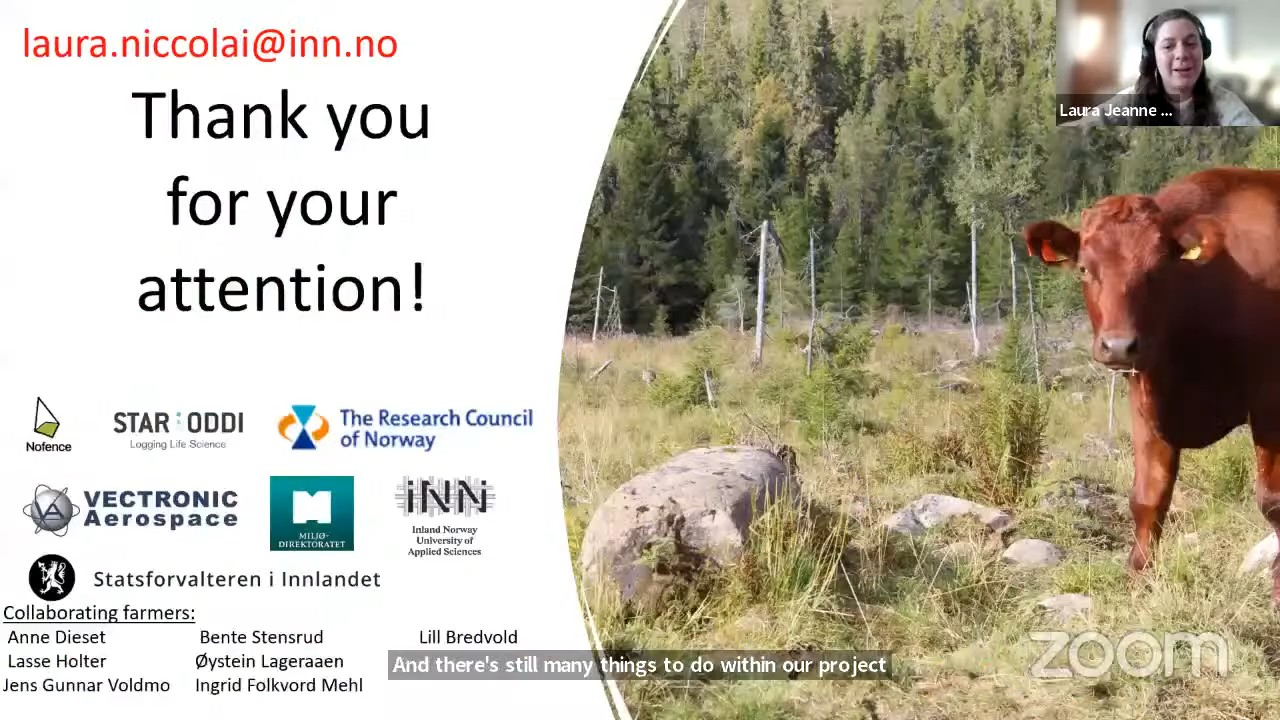 laura.niccolai@inn.no
Thank you
for your
attention!
Laura Jeanne ...
Nofence
STAR:ODDI
Logging Life Science
The Research Council
of Norway
VECTRONIC
Aerospace
MILJØ-
DIREKTORATET
INN
Inland Norway
University of
Applied Sciences
Statsforvalteren i Innlandet
Collaborating farmers:
Anne Dieset Bente Stensrud Lill Bredvold
Lasse Holter Øystein Lageraaen
Jens Gunnar Voldmo Ingrid Folkvord Mehl
And there's still many things to do within our project
zoom